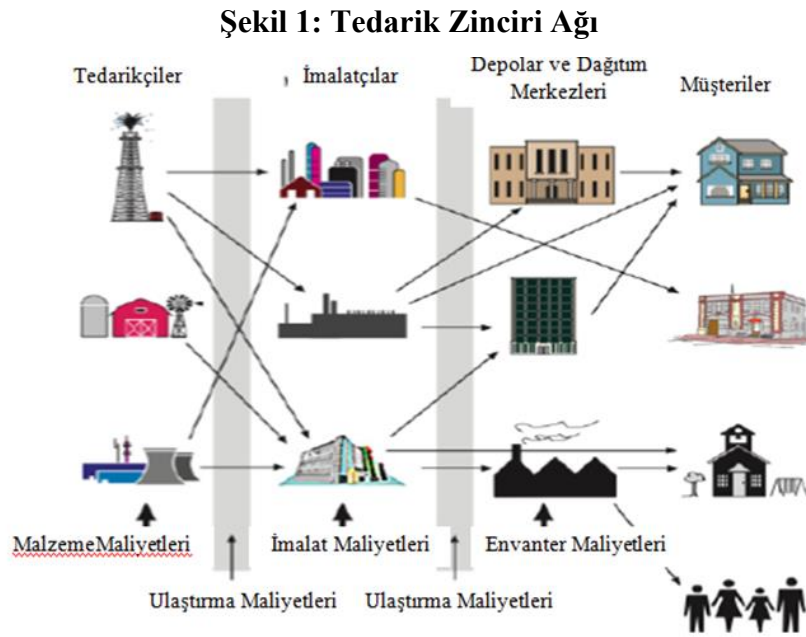 Şekil 1: Tedarik Zinciri Ağı
Tedarikçiler
, İmalatçılar
Depolar ve Dağıtım
Merkezleri
Müşteriler
MalzemeMaliyetleri
İmalat Maliyetleri
Envanter Maliyetleri
Ulaştırma Maliyetleri
Ulaştırma Maliyetleri